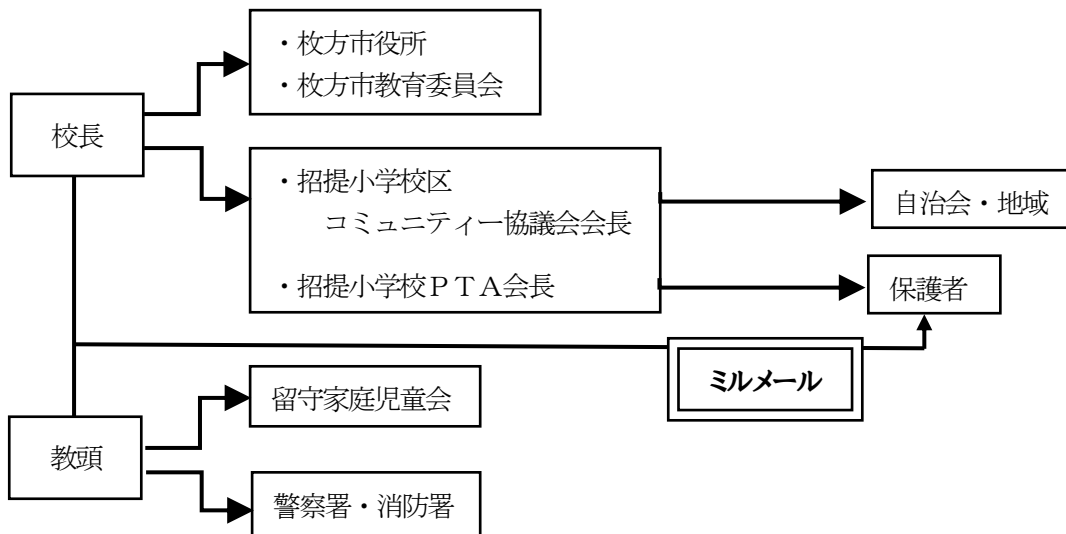 ・枚方市役所
・枚方市教育委員会
校長
・招提小学校区
コミュニティー協議会会長
・招提小学校ＰＴＡ会長
自治会・地域
保護者
ミルメール
留守家庭児童会
教頭
警察署・消防署